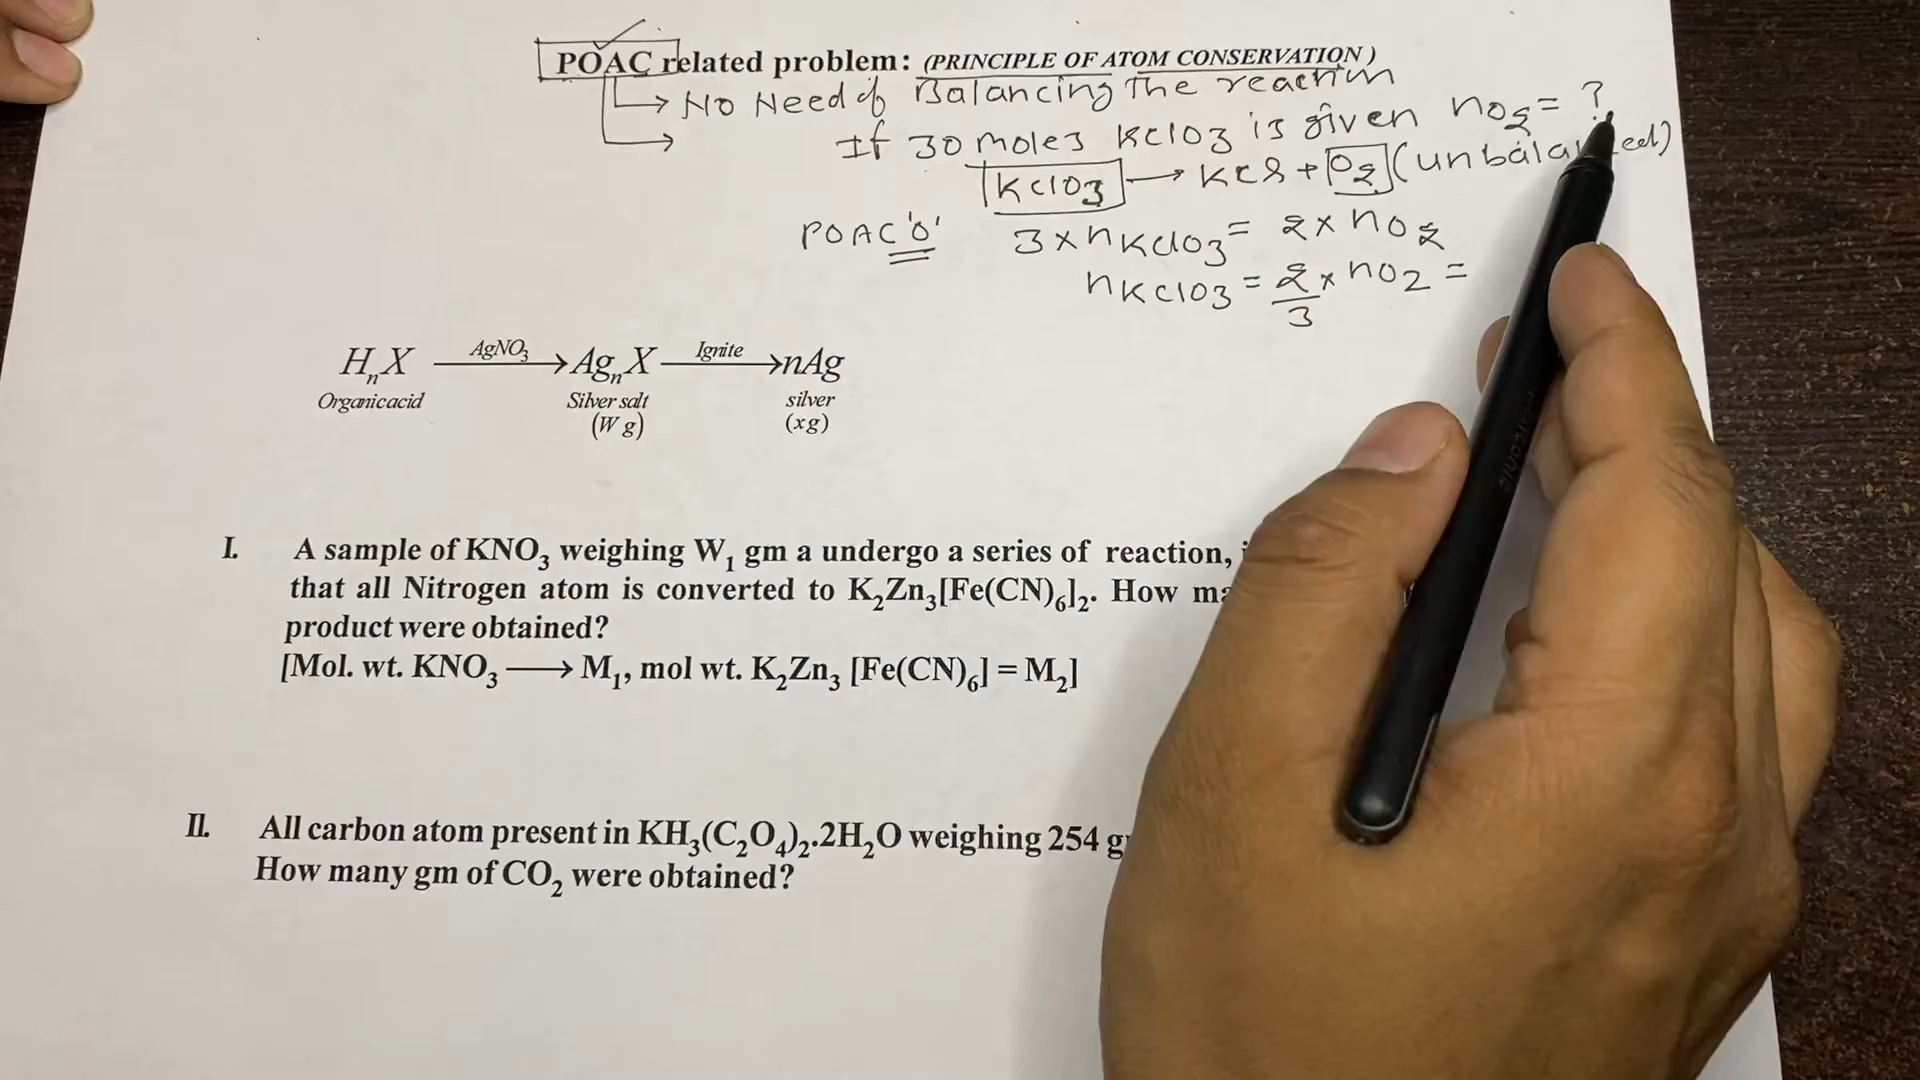 POAC related problem: (PRINCIPLE OF ATOM CONSERVATION)
→ No Need of Balancing The reaction
→ If 30 moles KClO3 is given nO2 = ?
KClO3 → KCl + O2 (unbalanced)
POAC 'O' 3 × nKClO3 = 2 × nO2
nKClO3 = 2/3 × nO2 =
HnX —AgNO3→ AgnX —Ignite→ nAg
Organic acid Silver salt silver
(W g) (x g)
I. A sample of KNO3 weighing W1 gm a undergo a series of reaction,
that all Nitrogen atom is converted to K2Zn3[Fe(CN)6]2. How
product were obtained?
[Mol. wt. KNO3 → M1, mol wt. K2Zn3 [Fe(CN)6] = M2]
II. All carbon atom present in KH3(C2O4)2.2H2O weighing 254
How many gm of CO2 were obtained?